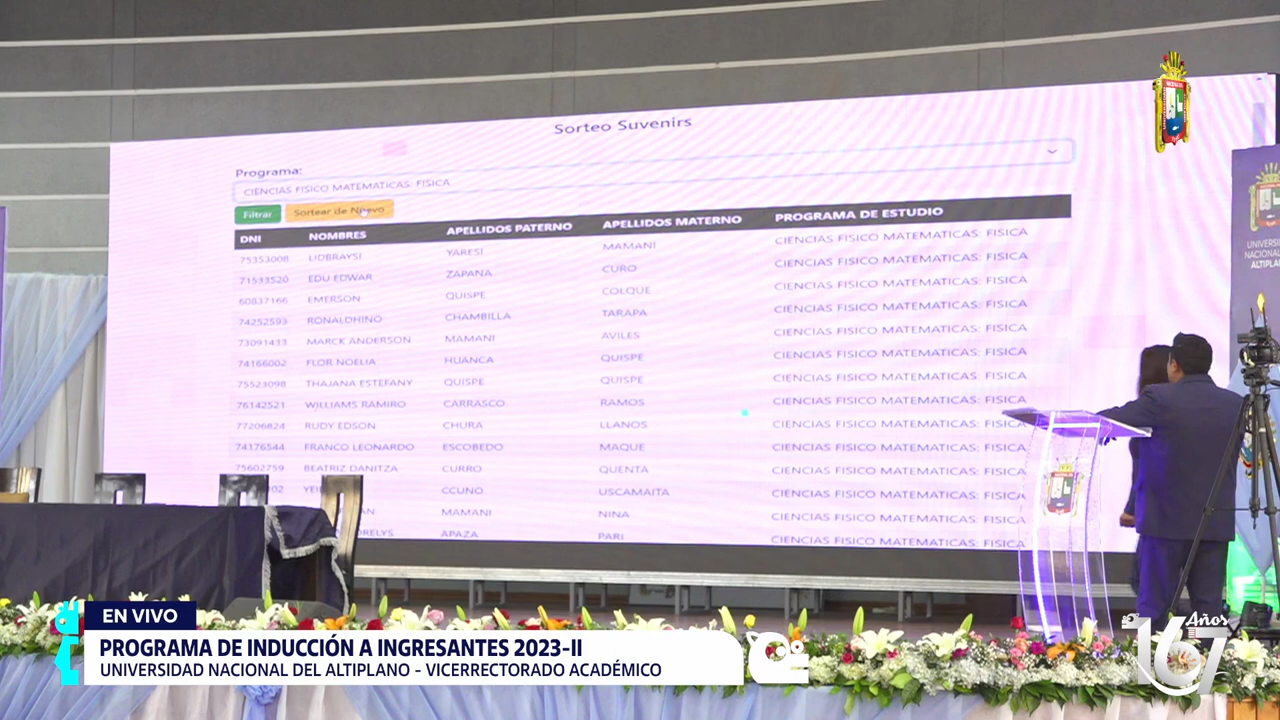 Sorteo Suvenirs
Programa:
CIENCIAS FISICO MATEMATICAS: FISICA
Filtrar Sortear de Nuevo
DNI NOMBRES APELLIDOS PATERNO APELLIDOS MATERNO PROGRAMA DE ESTUDIO
75353008 LIDBRAYSI YARESI MAMANI CIENCIAS FISICO MATEMATICAS: FISICA
71533520 EDU EDWAR ZAPANA CURO CIENCIAS FISICO MATEMATICAS: FISICA
60837166 EMERSON QUISPE COLQUE CIENCIAS FISICO MATEMATICAS: FISICA
74252593 RONALDHINO CHAMBILLA TARAPA CIENCIAS FISICO MATEMATICAS: FISICA
73091433 MARCK ANDERSON MAMANI AVILES CIENCIAS FISICO MATEMATICAS: FISICA
74166002 FLOR NOELIA HUANCA QUISPE CIENCIAS FISICO MATEMATICAS: FISICA
75523098 THAJANA ESTEFANY QUISPE QUISPE CIENCIAS FISICO MATEMATICAS: FISICA
76142521 WILLIAMS RAMIRO CARRASCO RAMOS CIENCIAS FISICO MATEMATICAS: FISICA
77206824 RUDY EDSON CHURA LLANOS CIENCIAS FISICO MATEMATICAS: FISICA
74176544 FRANCO LEONARDO ESCOBEDO MAQUE CIENCIAS FISICO MATEMATICAS: FISICA
75602759 BEATRIZ DANITZA CURRO QUENTA CIENCIAS FISICO MATEMATICAS: FISICA
CCUNO USCAMAITA CIENCIAS FISICO MATEMATICAS: FISICA
MAMANI NINA CIENCIAS FISICO MATEMATICAS: FISICA
APAZA PARI CIENCIAS FISICO MATEMATICAS: FISICA
UNIVERSI
NACIONAL
ALTIPLAN
EN VIVO
PROGRAMA DE INDUCCIÓN A INGRESANTES 2023-II
UNIVERSIDAD NACIONAL DEL ALTIPLANO - VICERRECTORADO ACADÉMICO
167 Años